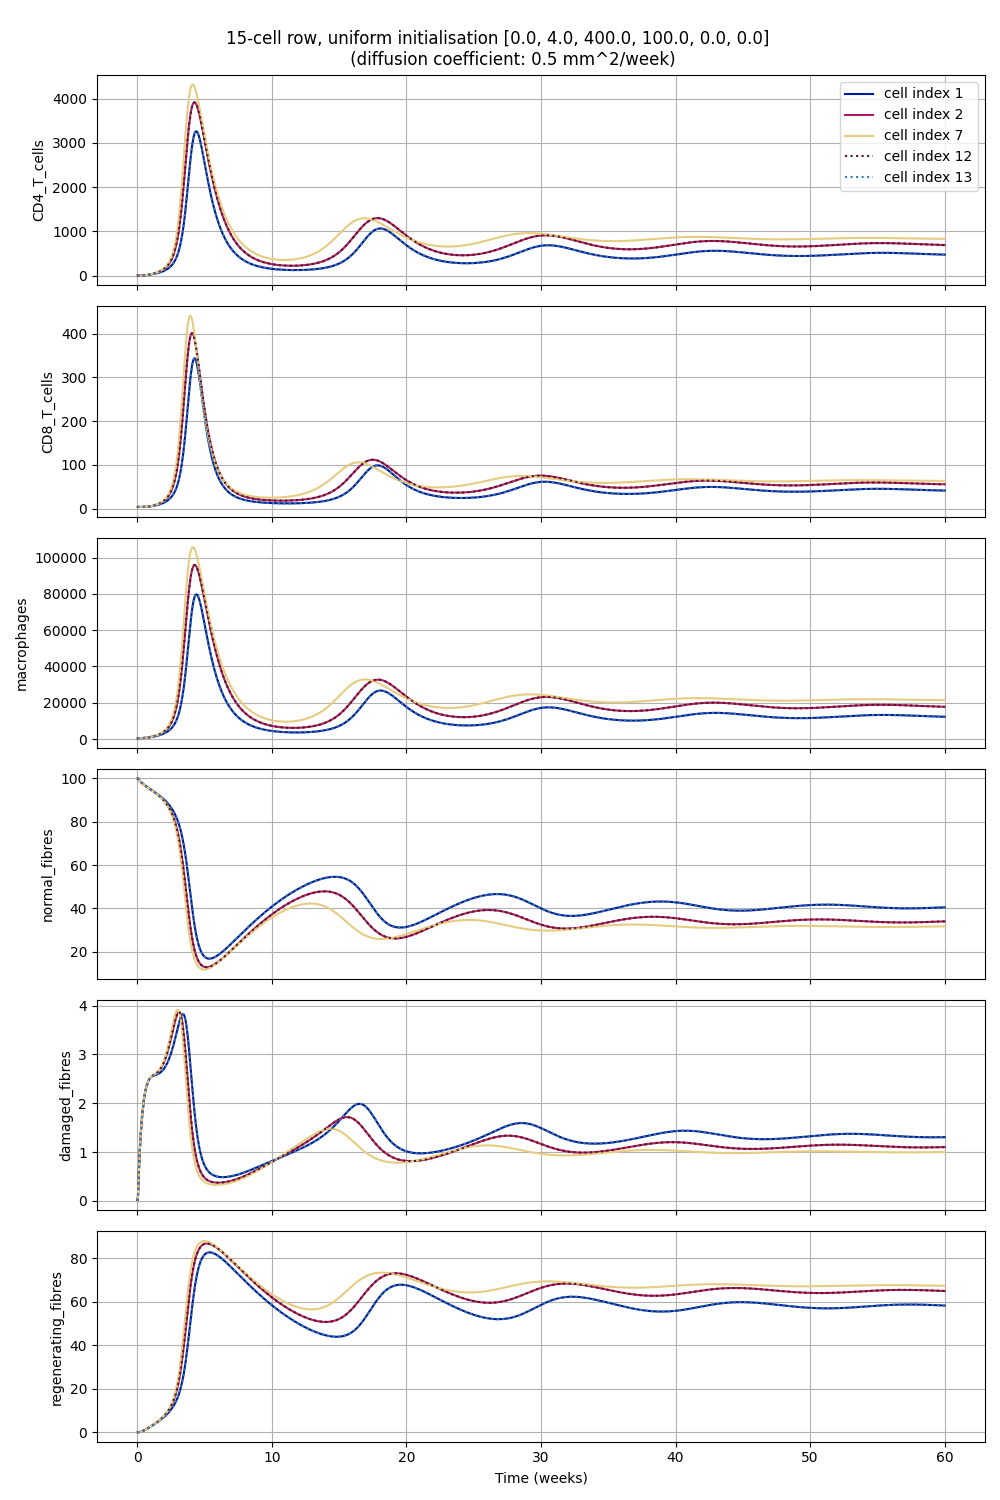 15-cell row, uniform initialisation [0.0, 4.0, 400.0, 100.0, 0.0, 0.0]
(diffusion coefficient: 0.5 mm^2/week)
cell index 1
cell index 2
cell index 7
cell index 12
cell index 13
CD4_T_cells
4000
3000
2000
1000
0
CD8_T_cells
400
300
200
100
0
macrophages
100000
80000
60000
40000
20000
0
normal_fibres
100
80
60
40
20
damaged_fibres
4
3
2
1
0
regenerating_fibres
80
60
40
20
0
0 10 20 30 40 50 60
Time (weeks)